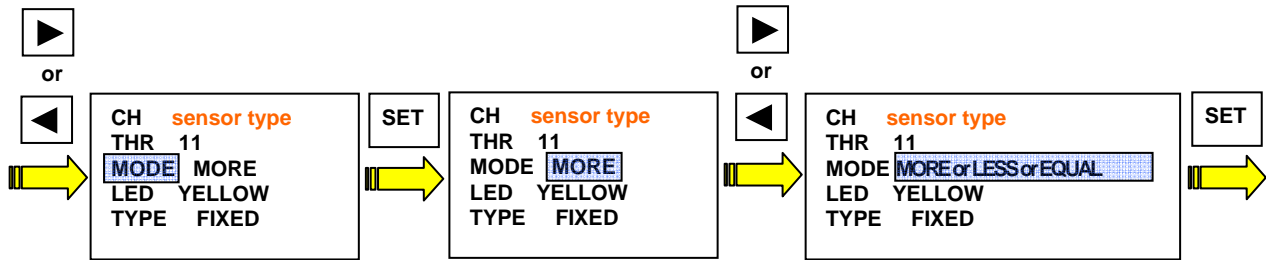 or
CH sensor type
THR 11
MODE MORE
LED YELLOW
TYPE FIXED
SET
CH sensor type
THR 11
MODE MORE
LED YELLOW
TYPE FIXED
or
CH sensor type
THR 11
MODE MORE or LESS or EQUAL
LED YELLOW
TYPE FIXED
SET